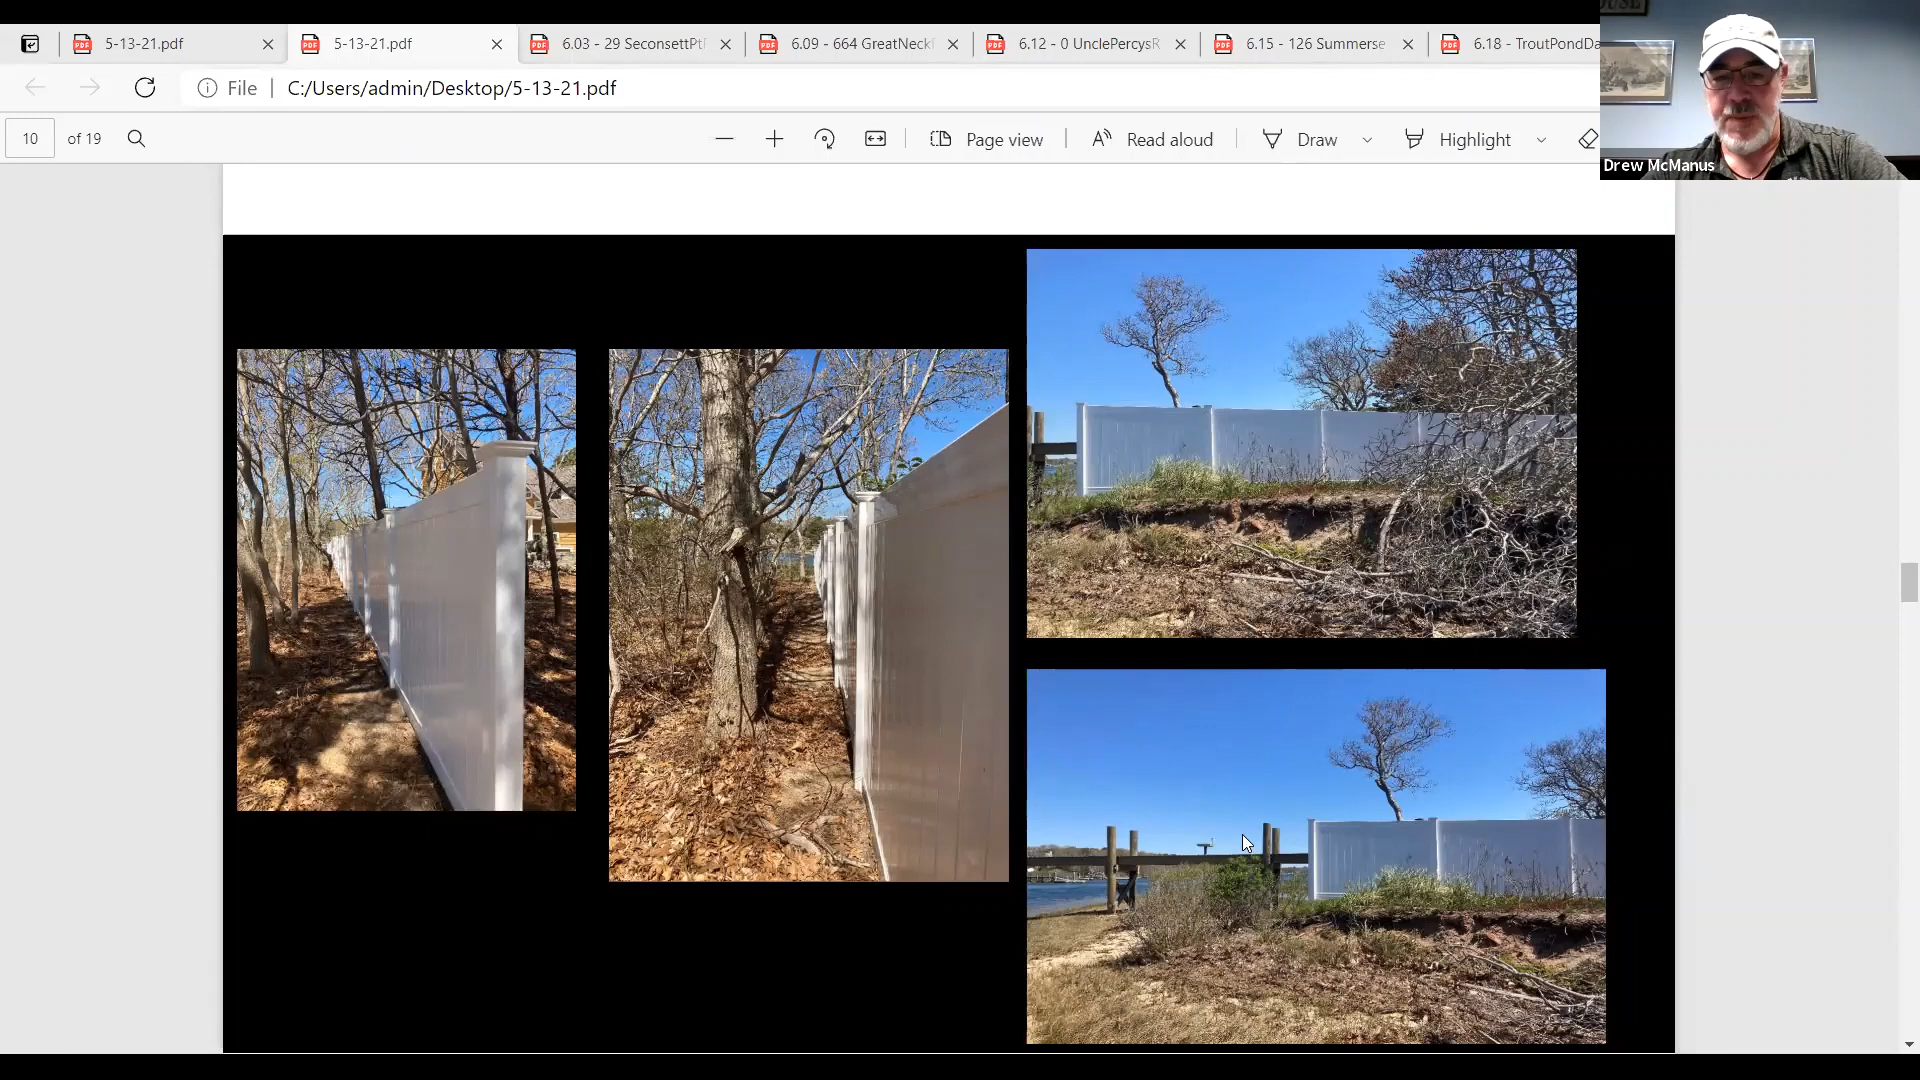 5-13-21.pdf
5-13-21.pdf
6.03 - 29 SeconsettPtR
6.09 - 664 GreatNeckR
6.12 - 0 UnclePercysR
6.15 - 126 Summerse
6.18 - TroutPondDa
File
C:/Users/admin/Desktop/5-13-21.pdf
10 of 19
Page view
Read aloud
Draw
Highlight
Drew McManus